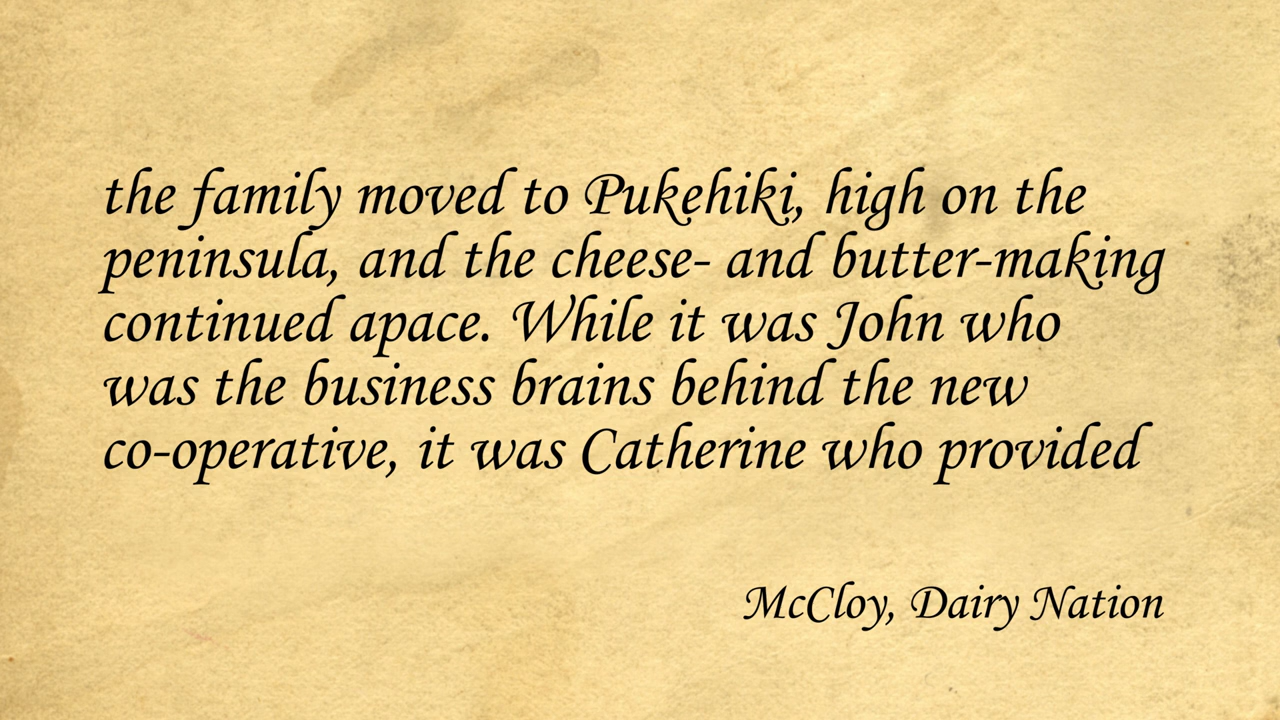 the family moved to Pukehiki, high on the
peninsula, and the cheese- and butter-making
continued apace. While it was John who
was the business brains behind the new
co-operative, it was Catherine who provided
McCloy, Dairy Nation